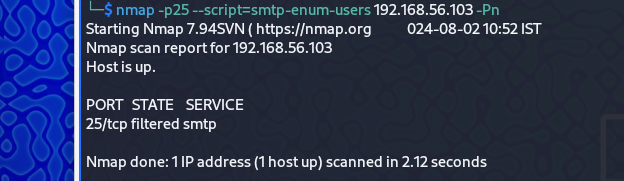 └─$ nmap -p25 --script=smtp-enum-users 192.168.56.103 -Pn
Starting Nmap 7.94SVN ( https://nmap.org 024-08-02 10:52 IST
Nmap scan report for 192.168.56.103
Host is up.
PORT STATE SERVICE
25/tcp filtered smtp
Nmap done: 1 IP address (1 host up) scanned in 2.12 seconds